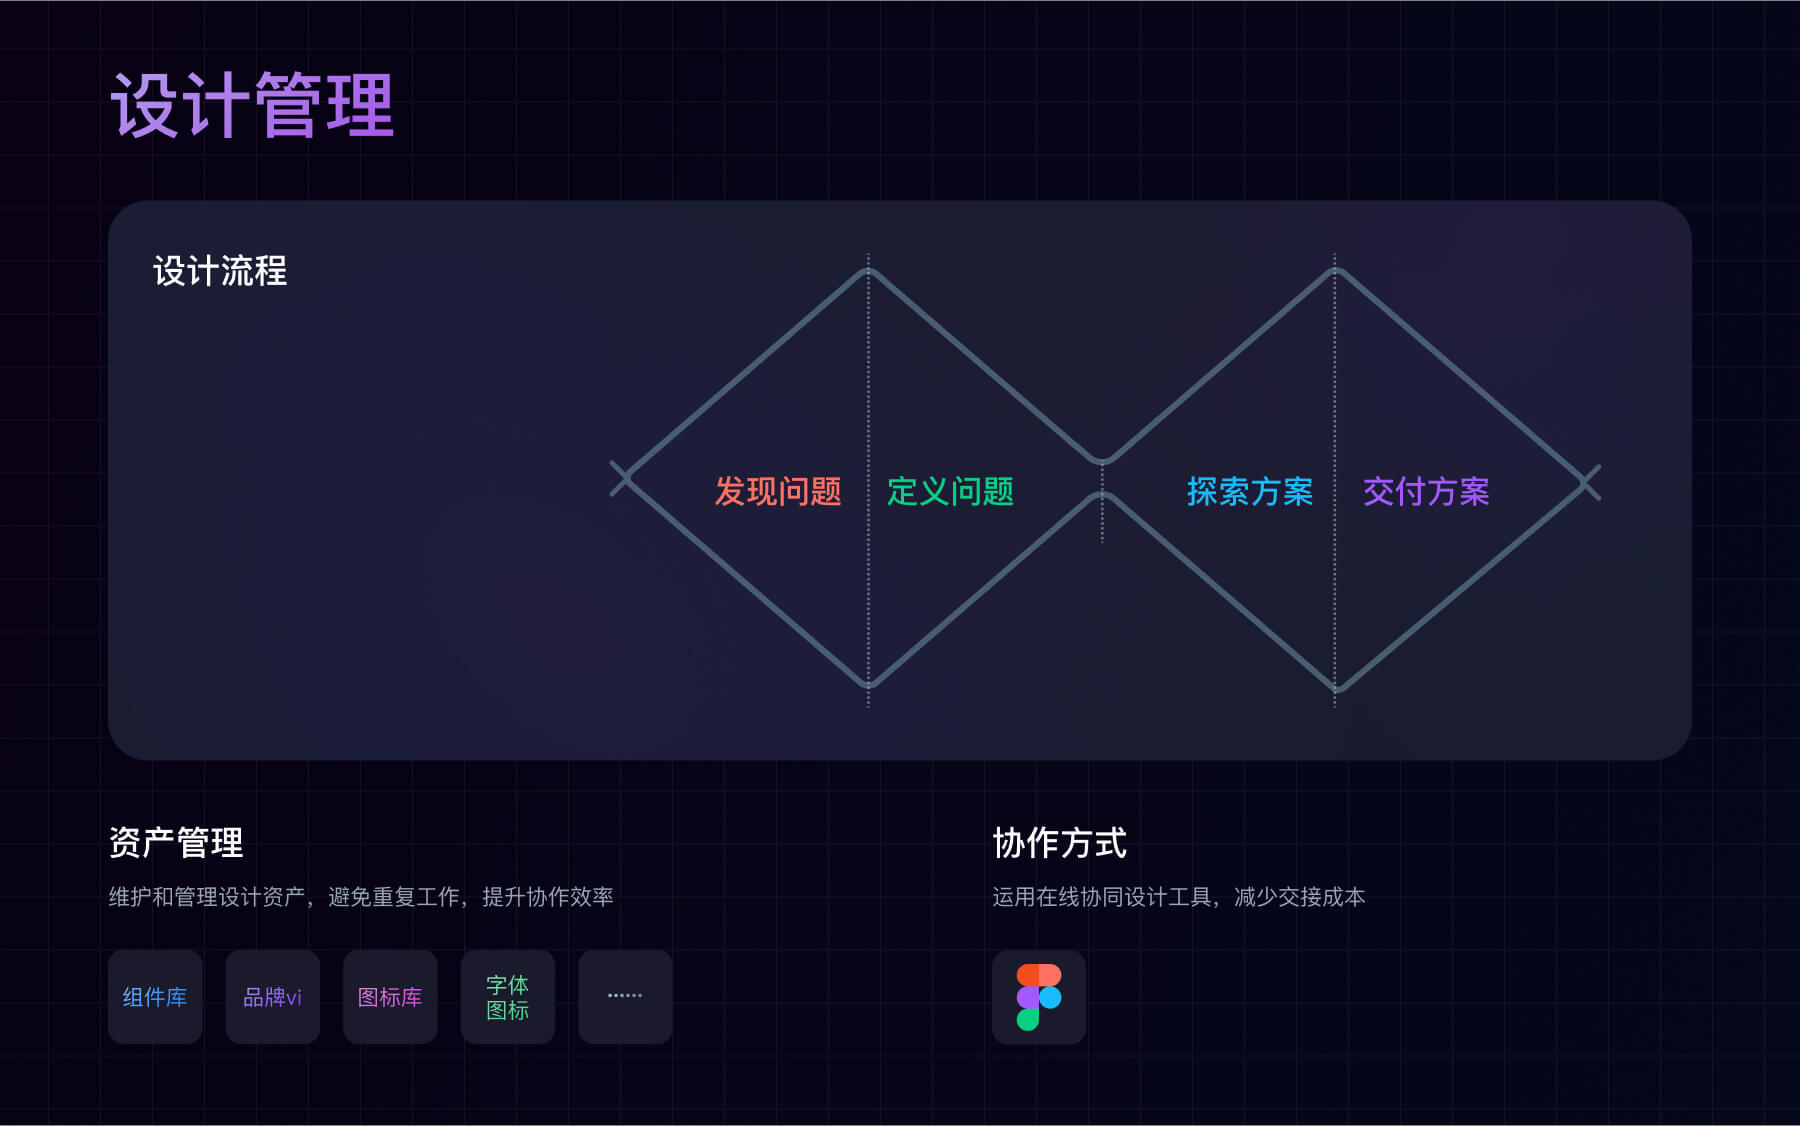 设计管理
设计流程
发现问题
定义问题
探索方案
交付方案
资产管理
维护和管理设计资产，避免重复工作，提升协作效率
组件库
品牌vi
图标库
字体
图标
……
协作方式
运用在线协同设计工具，减少交接成本